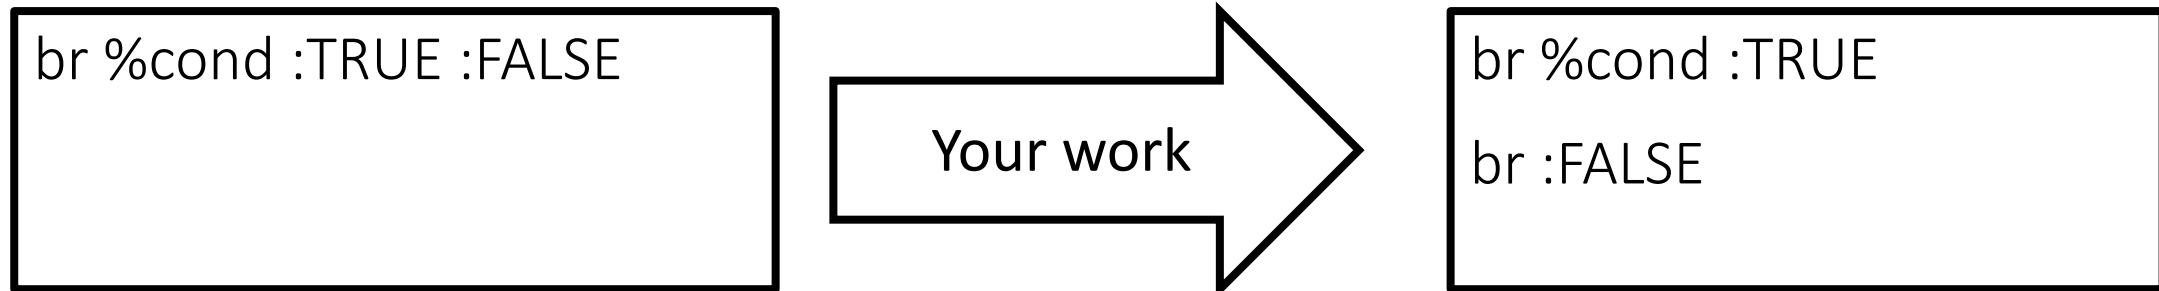 br %cond :TRUE :FALSE
Your work
br %cond :TRUE
br :FALSE